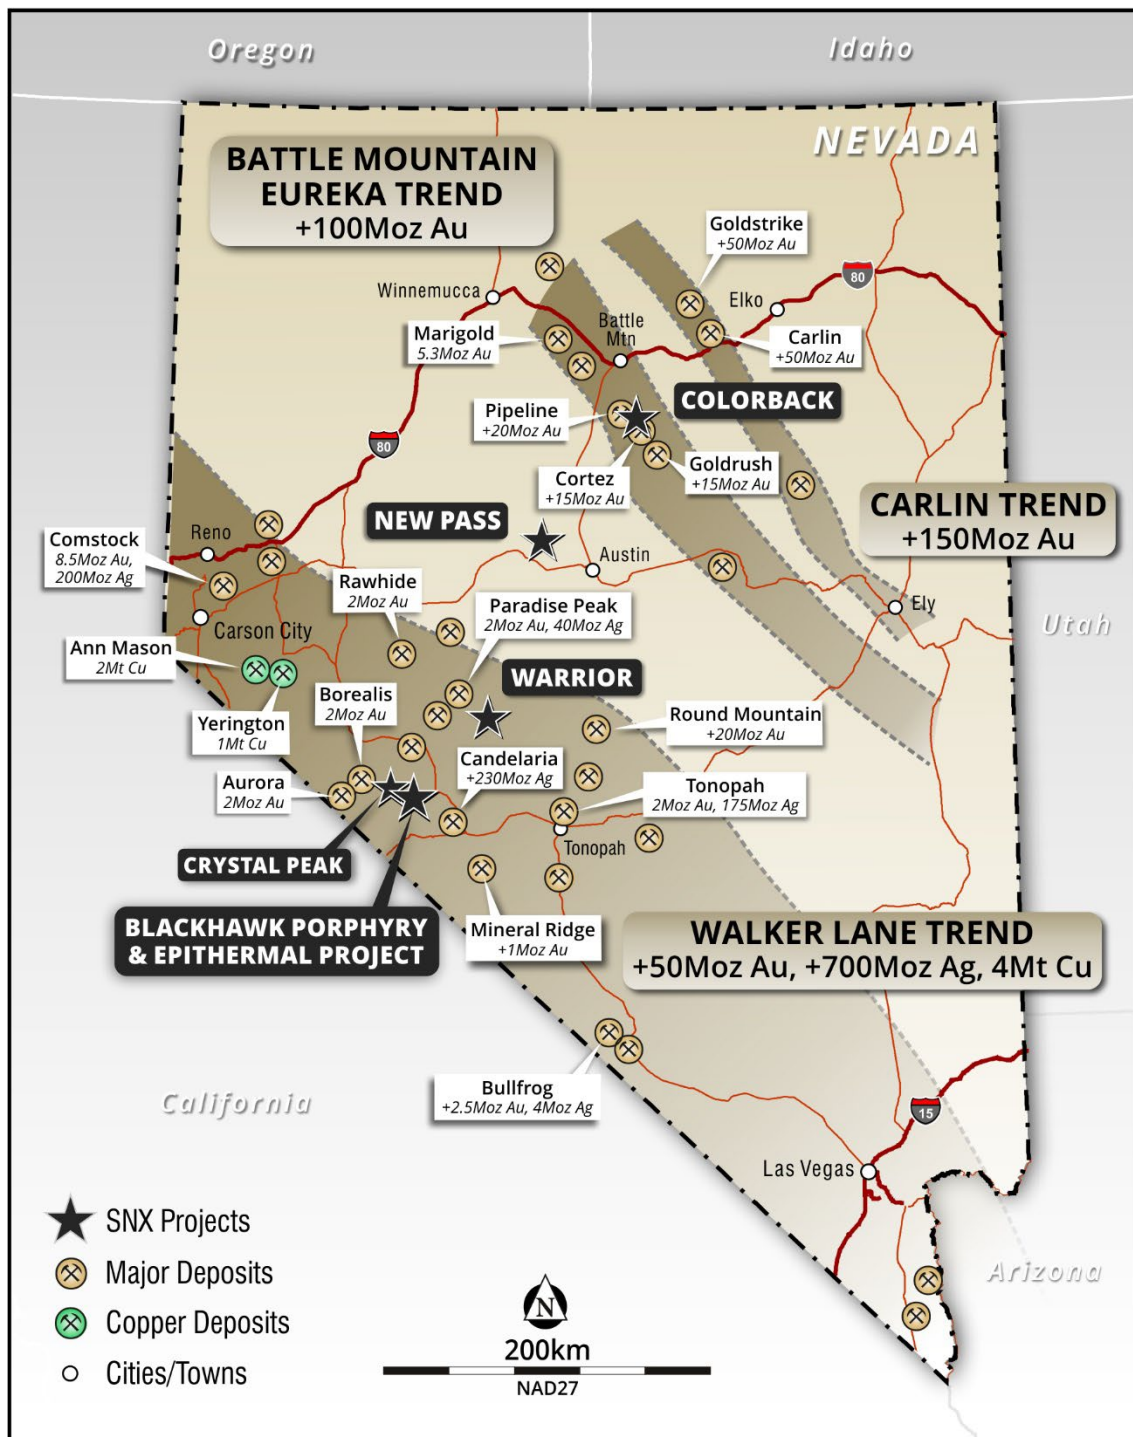 Oregon
Idaho
NEVADA
BATTLE MOUNTAIN
EUREKA TREND
+100Moz Au
Goldstrike
+50Moz Au
80
Winnemucca
Elko
Battle
Mtn
Marigold
5.3Moz Au
Carlin
+50Moz Au
COLORBACK
Pipeline
+20Moz Au
80
Goldrush
+15Moz Au
Cortez
+15Moz Au
CARLIN TREND
+150Moz Au
NEW PASS
Reno
Comstock
8.5Moz Au,
200Moz Ag
Austin
Rawhide
2Moz Au
Paradise Peak
2Moz Au, 40Moz Ag
Ely
Utah
Carson City
Ann Mason
2Mt Cu
WARRIOR
Borealis
2Moz Au
Yerington
1Mt Cu
Round Mountain
+20Moz Au
Candelaria
+230Moz Ag
Aurora
2Moz Au
Tonopah
2Moz Au, 175Moz Ag
Tonopah
CRYSTAL PEAK
BLACKHAWK PORPHYRY
& EPITHERMAL PROJECT
Mineral Ridge
+1Moz Au
WALKER LANE TREND
+50Moz Au, +700Moz Ag, 4Mt Cu
Bullfrog
+2.5Moz Au, 4Moz Ag
California
15
Las Vegas
Arizona
SNX Projects
Major Deposits
Copper Deposits
Cities/Towns
N
200km
NAD27